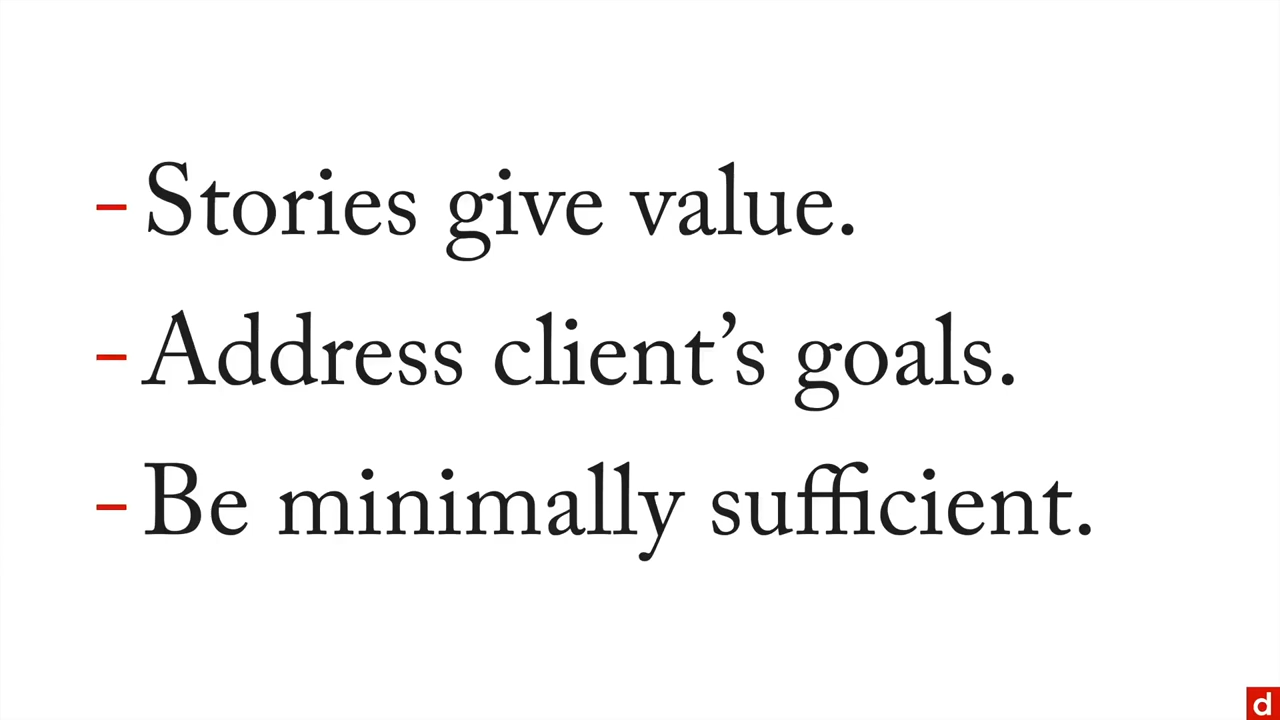 – Stories give value.
– Address client’s goals.
– Be minimally sufficient.
d